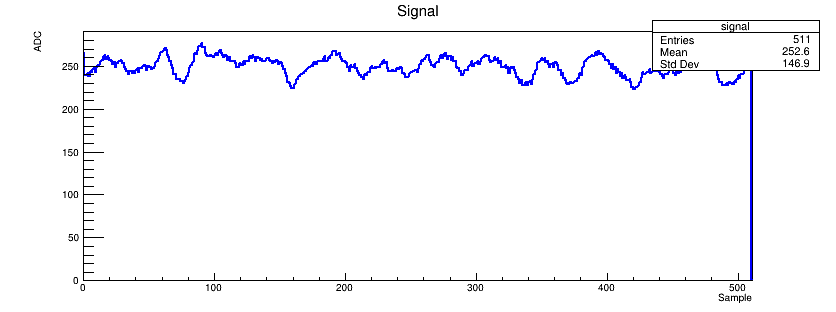 Signal
signal
Entries 511
Mean 252.6
Std Dev 146.9
ADC
250
200
150
100
50
0
0 100 200 300 400 500
Sample